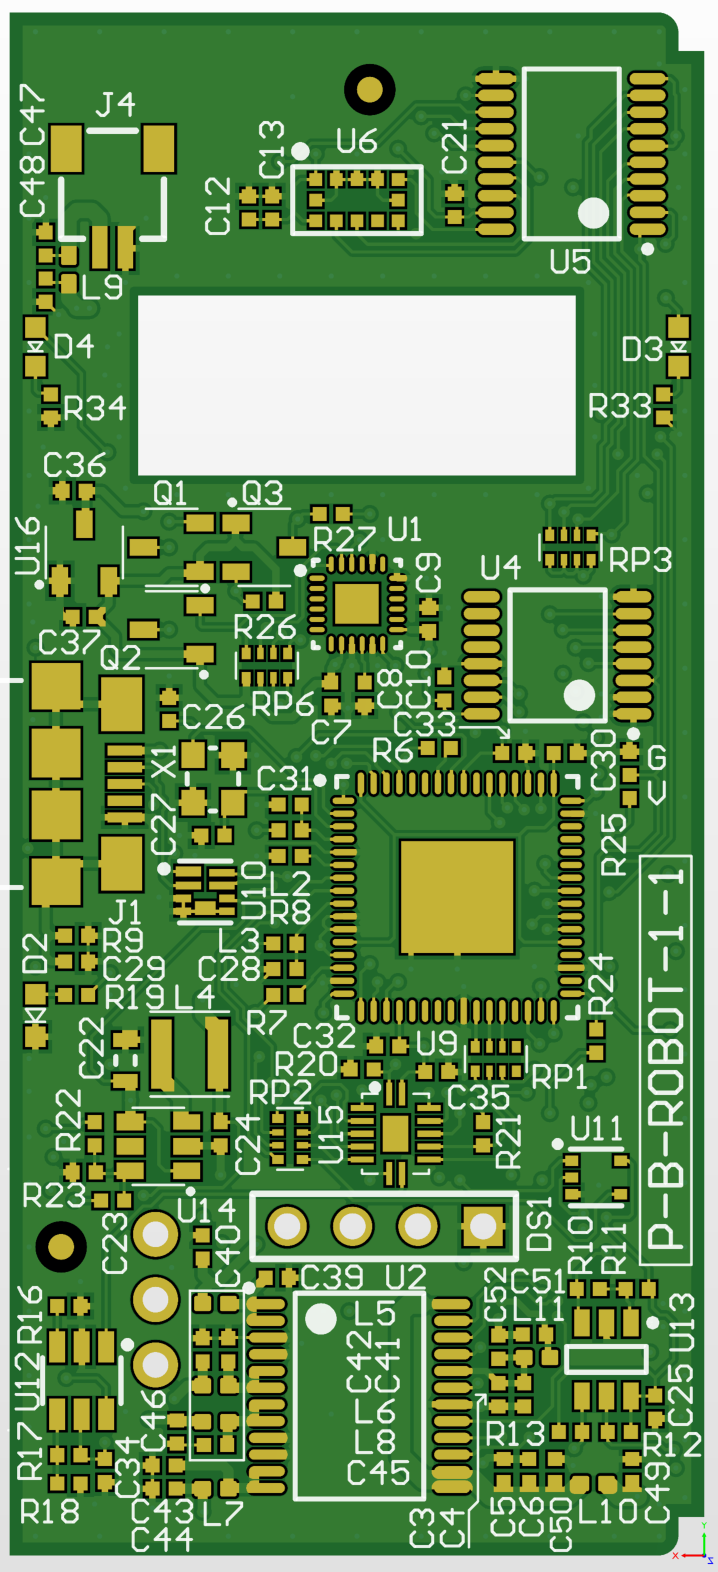 C47
C48
J4
C13
C12
U6
C21
U5
L9
D4
D3
R34
R33
C36
Q1
Q3
U1
R27
U16
RP3
C9
U4
C37
R26
Q2
RP6
C8
C10
C7
C26
C33
R6
C30
G
V
X1
C31
C27
R25
U10
L2
R8
J1
D2
R9
L3
C29
C28
R19
L4
R7
R24
C22
C32
U9
R20
RP1
RP2
C35
R22
C24
U15
R21
U11
P-B-ROBOT-1-1
R23
C23
U14
C40
DS1
R10
R11
C39
U2
C52
C51
L11
U13
R16
L5
C42
C41
U12
L6
C25
C46
L8
R13
R12
R17
C34
C45
R18
C43
C44
L7
C3
C4
C5
C6
C50
L10
C49
Y
X
Z